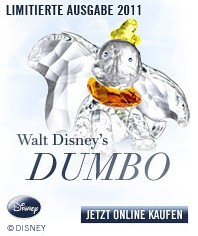 LIMITIERTE AUSGABE 2011
Walt Disney's
DUMBO
Disney
JETZT ONLINE KAUFEN
© DISNEY